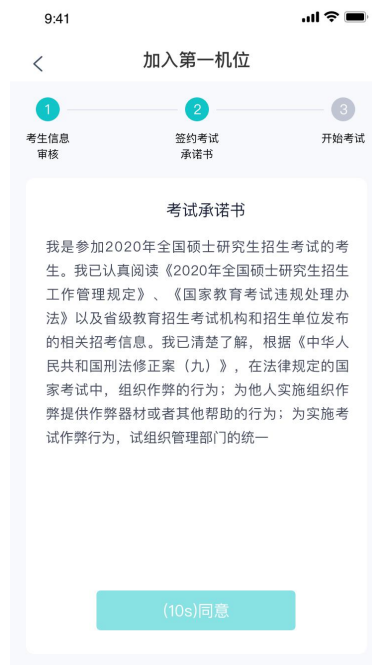 9:41
加入第一机位
1
2
3
考生信息
审核
签约考试
承诺书
开始考试
考试承诺书
我是参加2020年全国硕士研究生招生考试的考
生。我已认真阅读《2020年全国硕士研究生招生
工作管理规定》、《国家教育考试违规处理办
法》以及省级教育招生考试机构和招生单位发布
的相关招考信息。我已清楚了解，根据《中华人
民共和国刑法修正案（九）》，在法律规定的国
家考试中，组织作弊的行为；为他人实施组织作
弊提供作弊器材或者其他帮助的行为；为实施考
试作弊行为，试组织管理部门的统一
(10s)同意